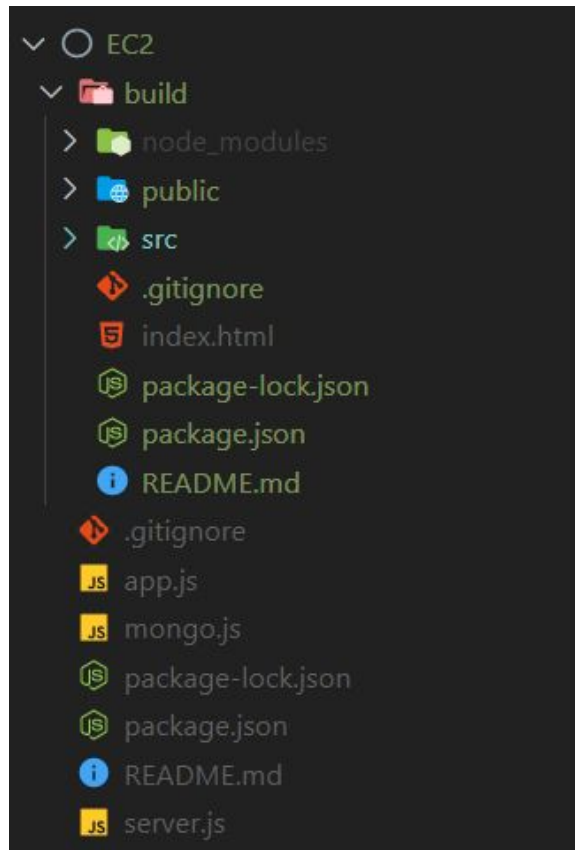 EC2
build
node_modules
public
src
.gitignore
index.html
package-lock.json
package.json
README.md
.gitignore
app.js
mongo.js
package-lock.json
package.json
README.md
server.js